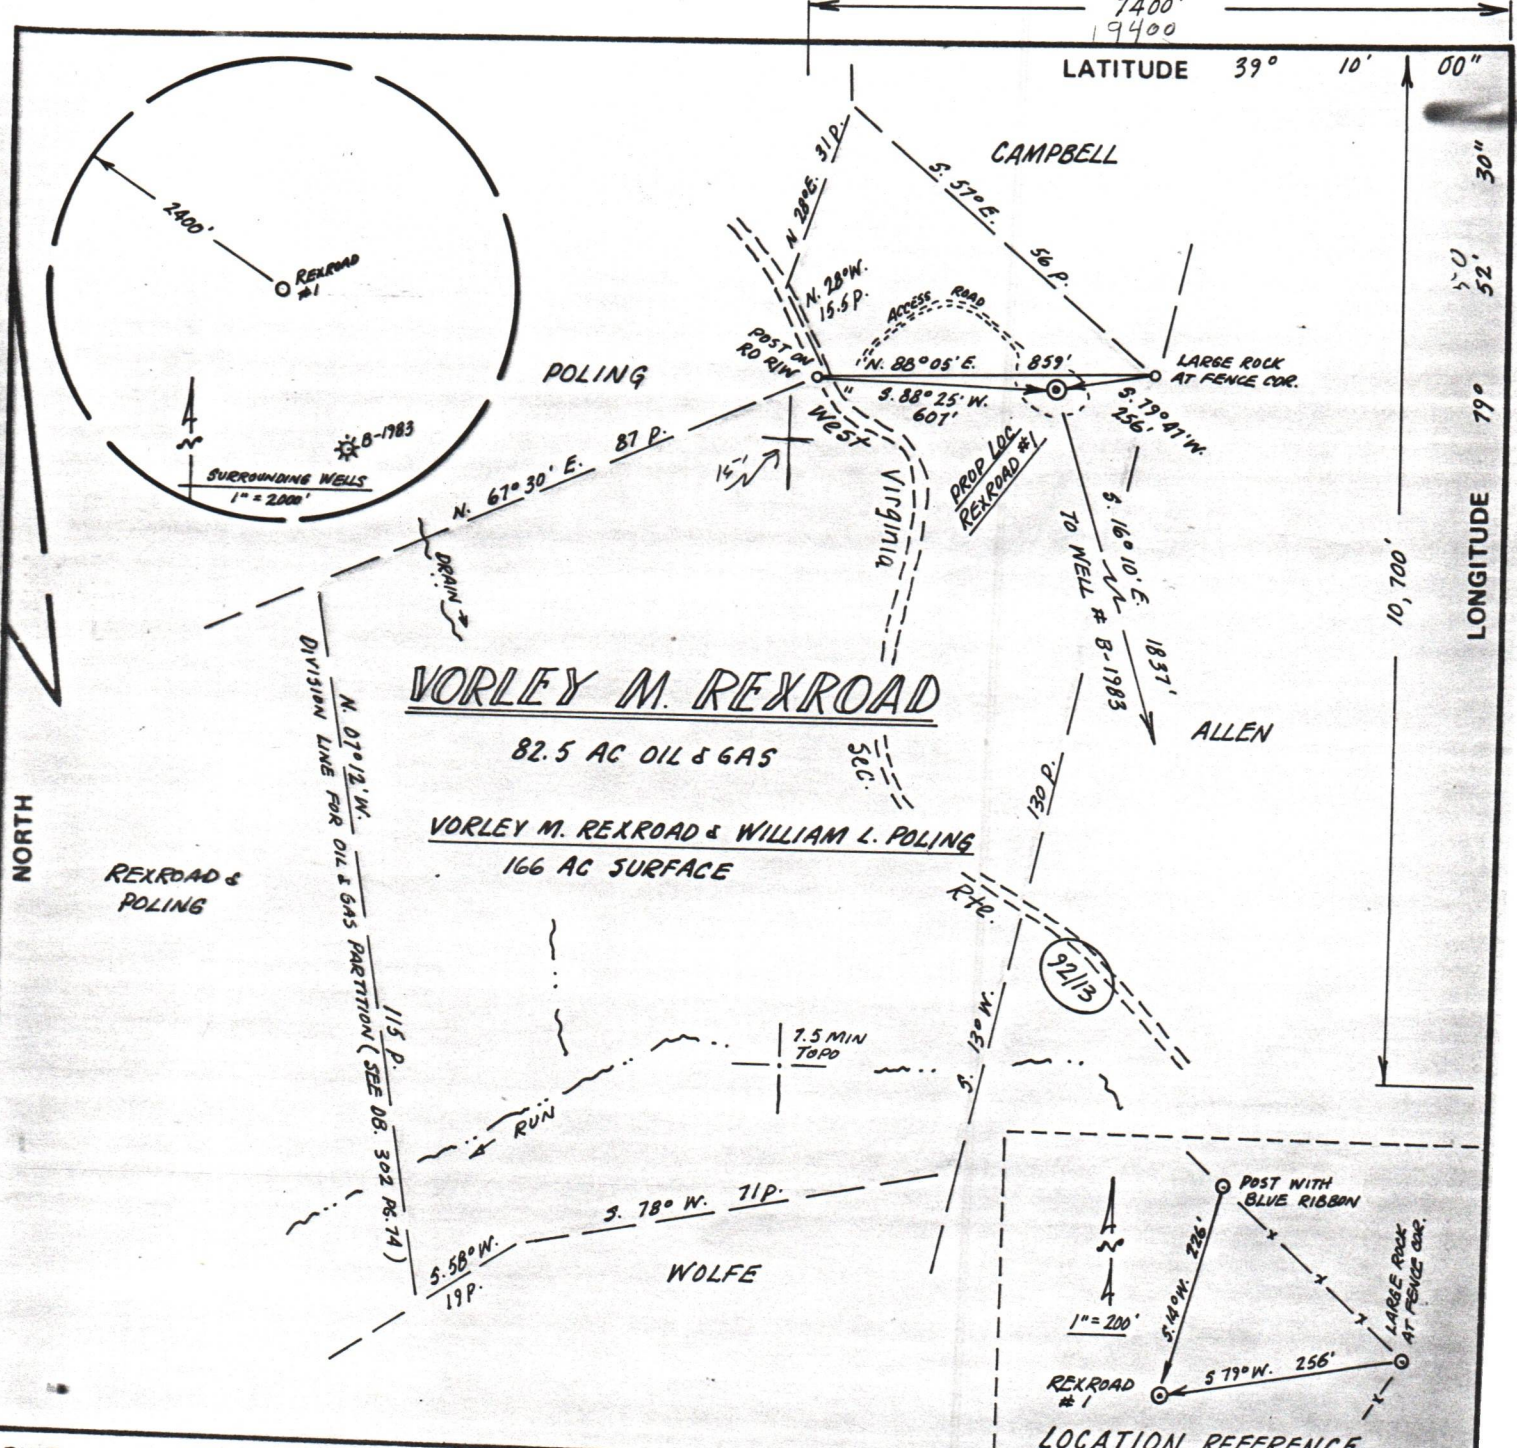 7400'
19400
LATITUDE 39° 10' 00"
LONGITUDE 79° 52' 30"
50
10,700'
NORTH
2400'
REXROAD
#1
B-1983
SURROUNDING WELLS
1" = 2000'
CAMPBELL
N 28° E. 31 P.
S. 57° E. 56 P.
N. 28° W.
15.5 P.
ACCESS ROAD
POST ON
RD R/W
N. 88° 05' E. 859'
S. 88° 25' W.
607'
LARGE ROCK
AT FENCE COR.
S. 79° 47' W.
256'
POLING
N. 67° 30' E. 87 P.
West Virginia
Sec.
Rte.
92/13
PROP LOC.
REXROAD #1
S 16° 10' E. 1837'
TO WELL # B-1983
DRAIN
VORLEY M. REXROAD
82.5 AC OIL & GAS
ALLEN
VORLEY M. REXROAD & WILLIAM L. POLING
166 AC SURFACE
REXROAD &
POLING
N. 07° 12' W. 115 P.
DIVISION LINE FOR OIL & GAS PARTITION (SEE DB. 302 PG. 74)
130 P.
S. 13° W.
7.5 MIN
TOPO
RUN
S. 78° W. 71 P.
S. 58° W.
19 P.
WOLFE
POST WITH
BLUE RIBBON
226'
S. 14° W.
1" = 200'
LARGE ROCK
AT FENCE COR.
S 79° W. 256'
REXROAD
#1
LOCATION REFERENCE